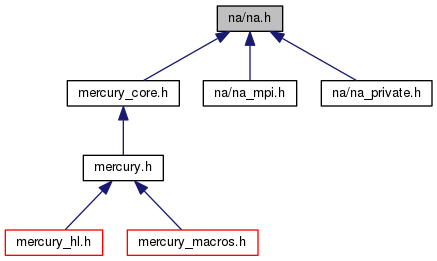 na/na.h
mercury_core.h
na/na_mpi.h
na/na_private.h
mercury.h
mercury_hl.h
mercury_macros.h